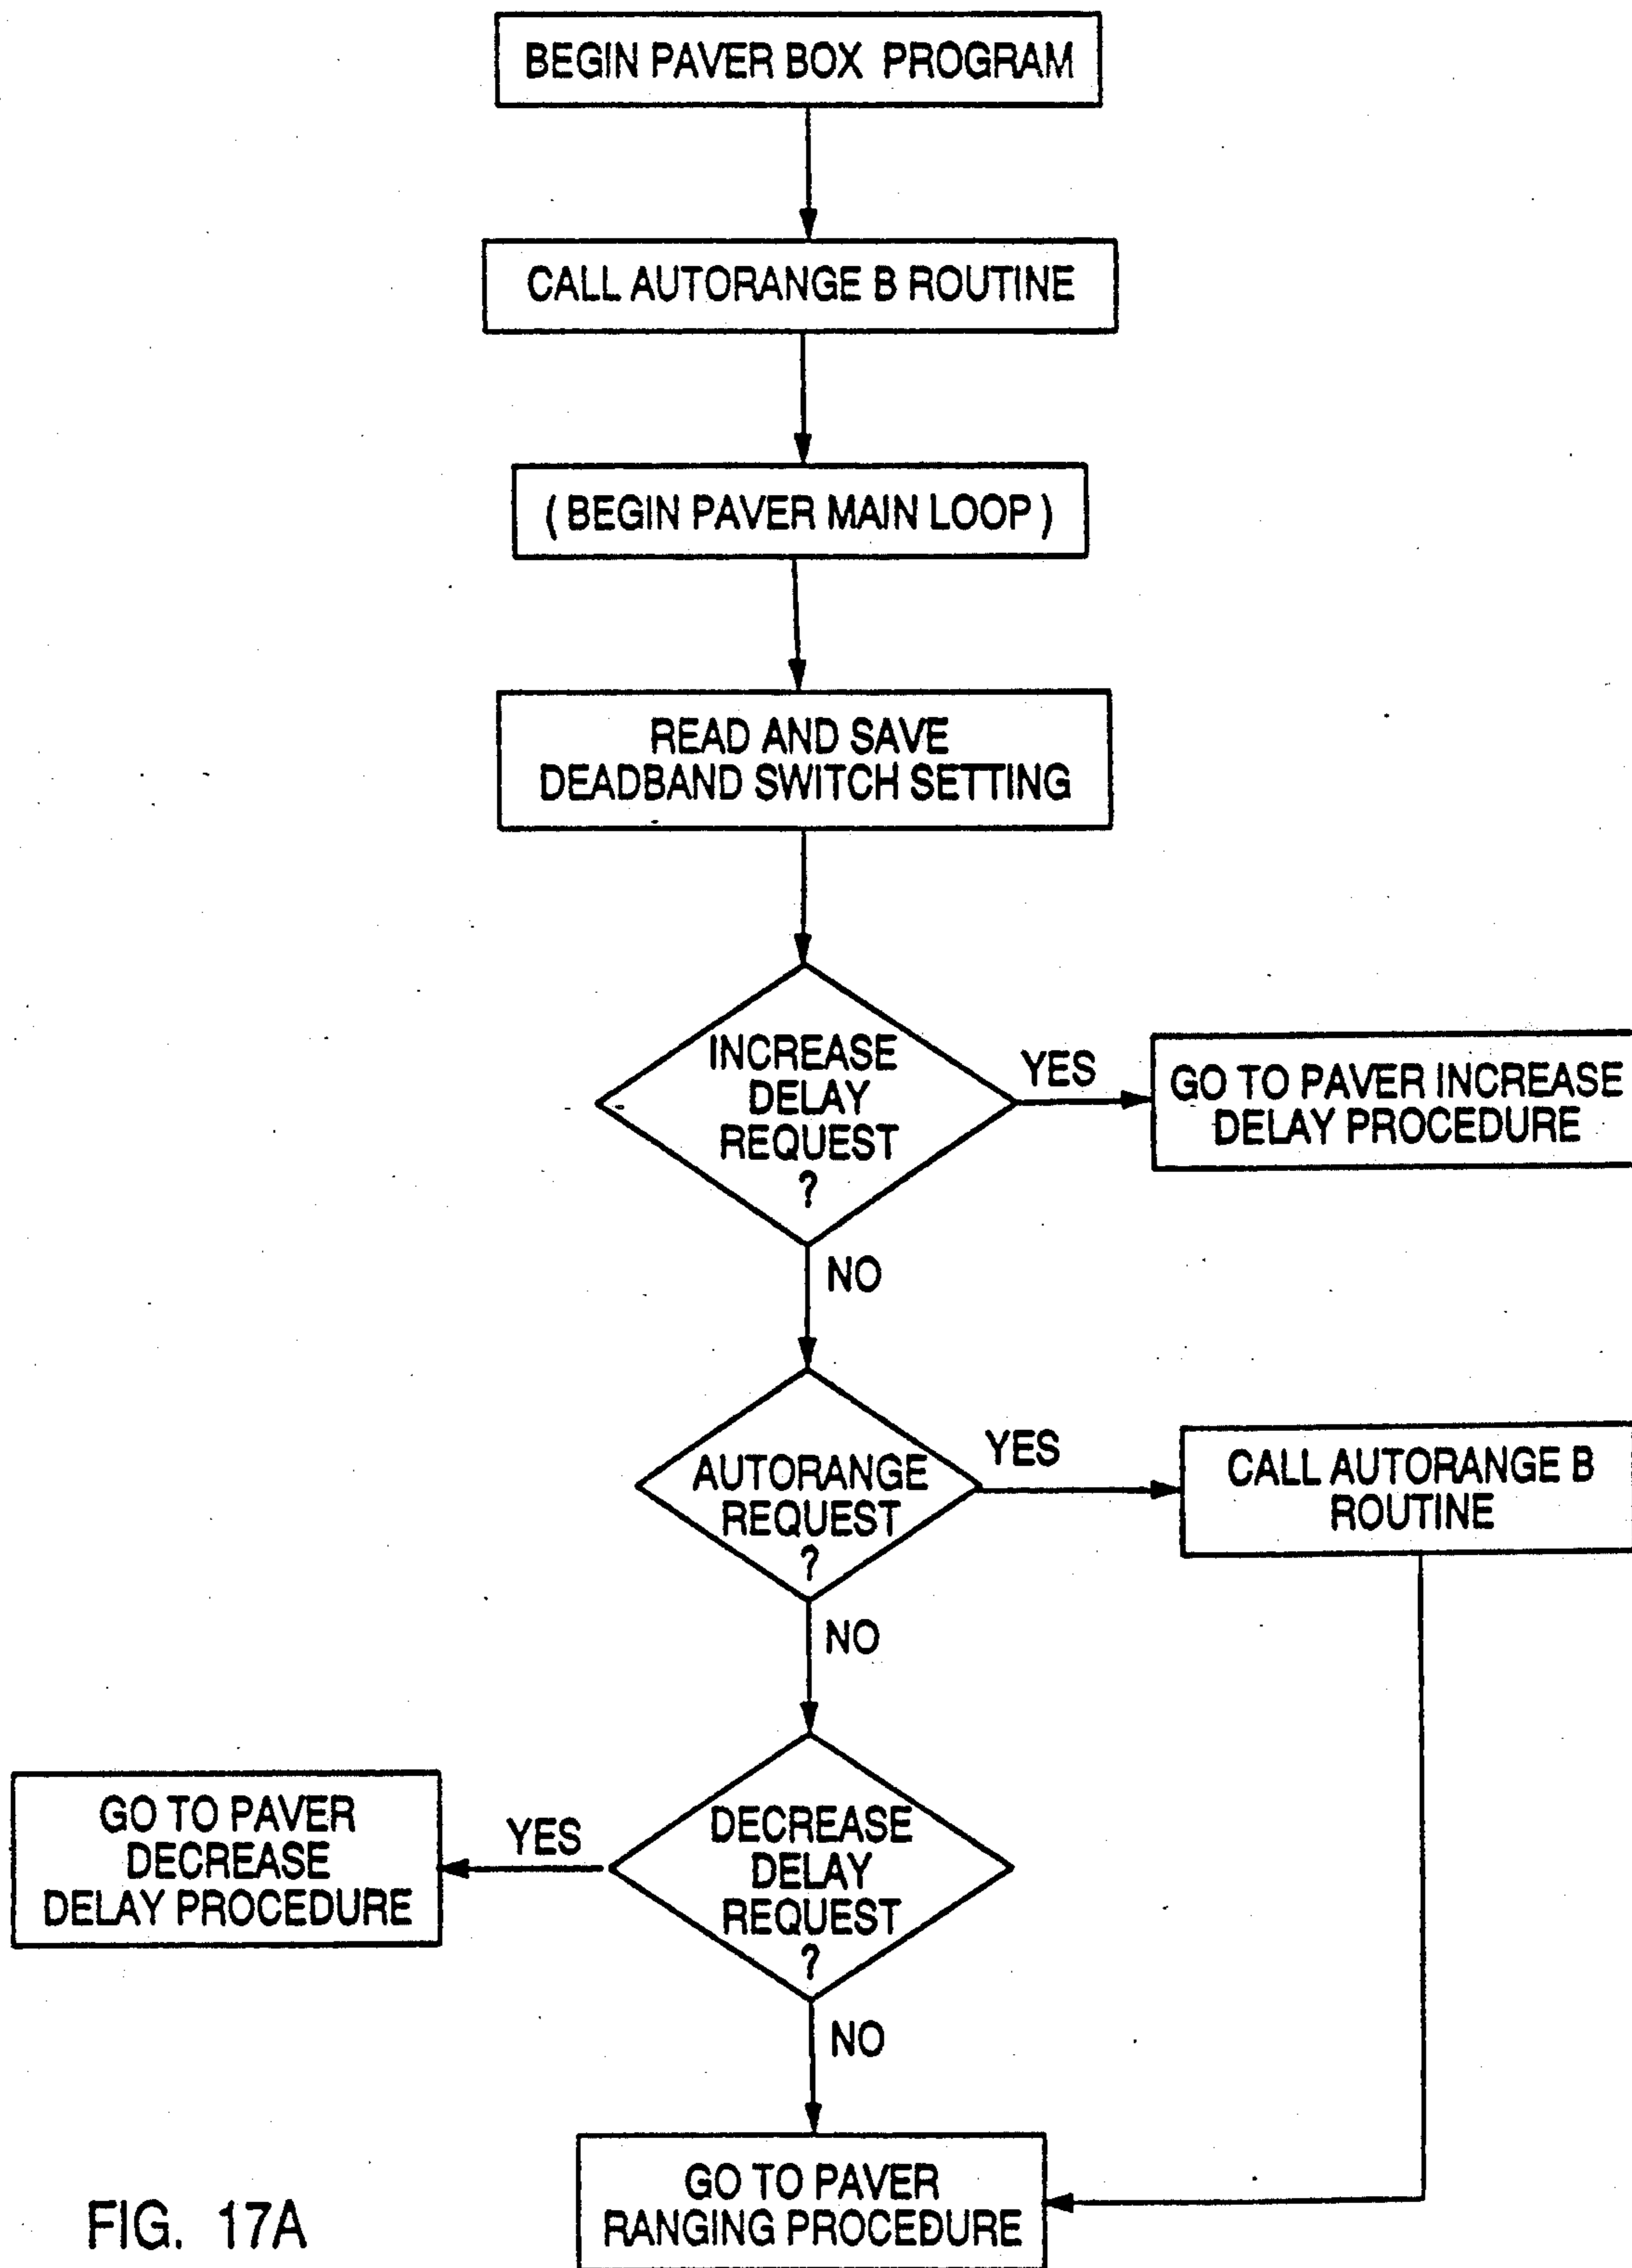 BEGIN PAVER BOX PROGRAM
CALL AUTORANGE B ROUTINE
( BEGIN PAVER MAIN LOOP )
READ AND SAVE
DEADBAND SWITCH SETTING
INCREASE
DELAY
REQUEST
?
YES
GO TO PAVER INCREASE
DELAY PROCEDURE
NO
AUTORANGE
REQUEST
?
YES
CALL AUTORANGE B
ROUTINE
NO
DECREASE
DELAY
REQUEST
?
YES
GO TO PAVER
DECREASE
DELAY PROCEDURE
NO
GO TO PAVER
RANGING PROCEDURE
FIG. 17A